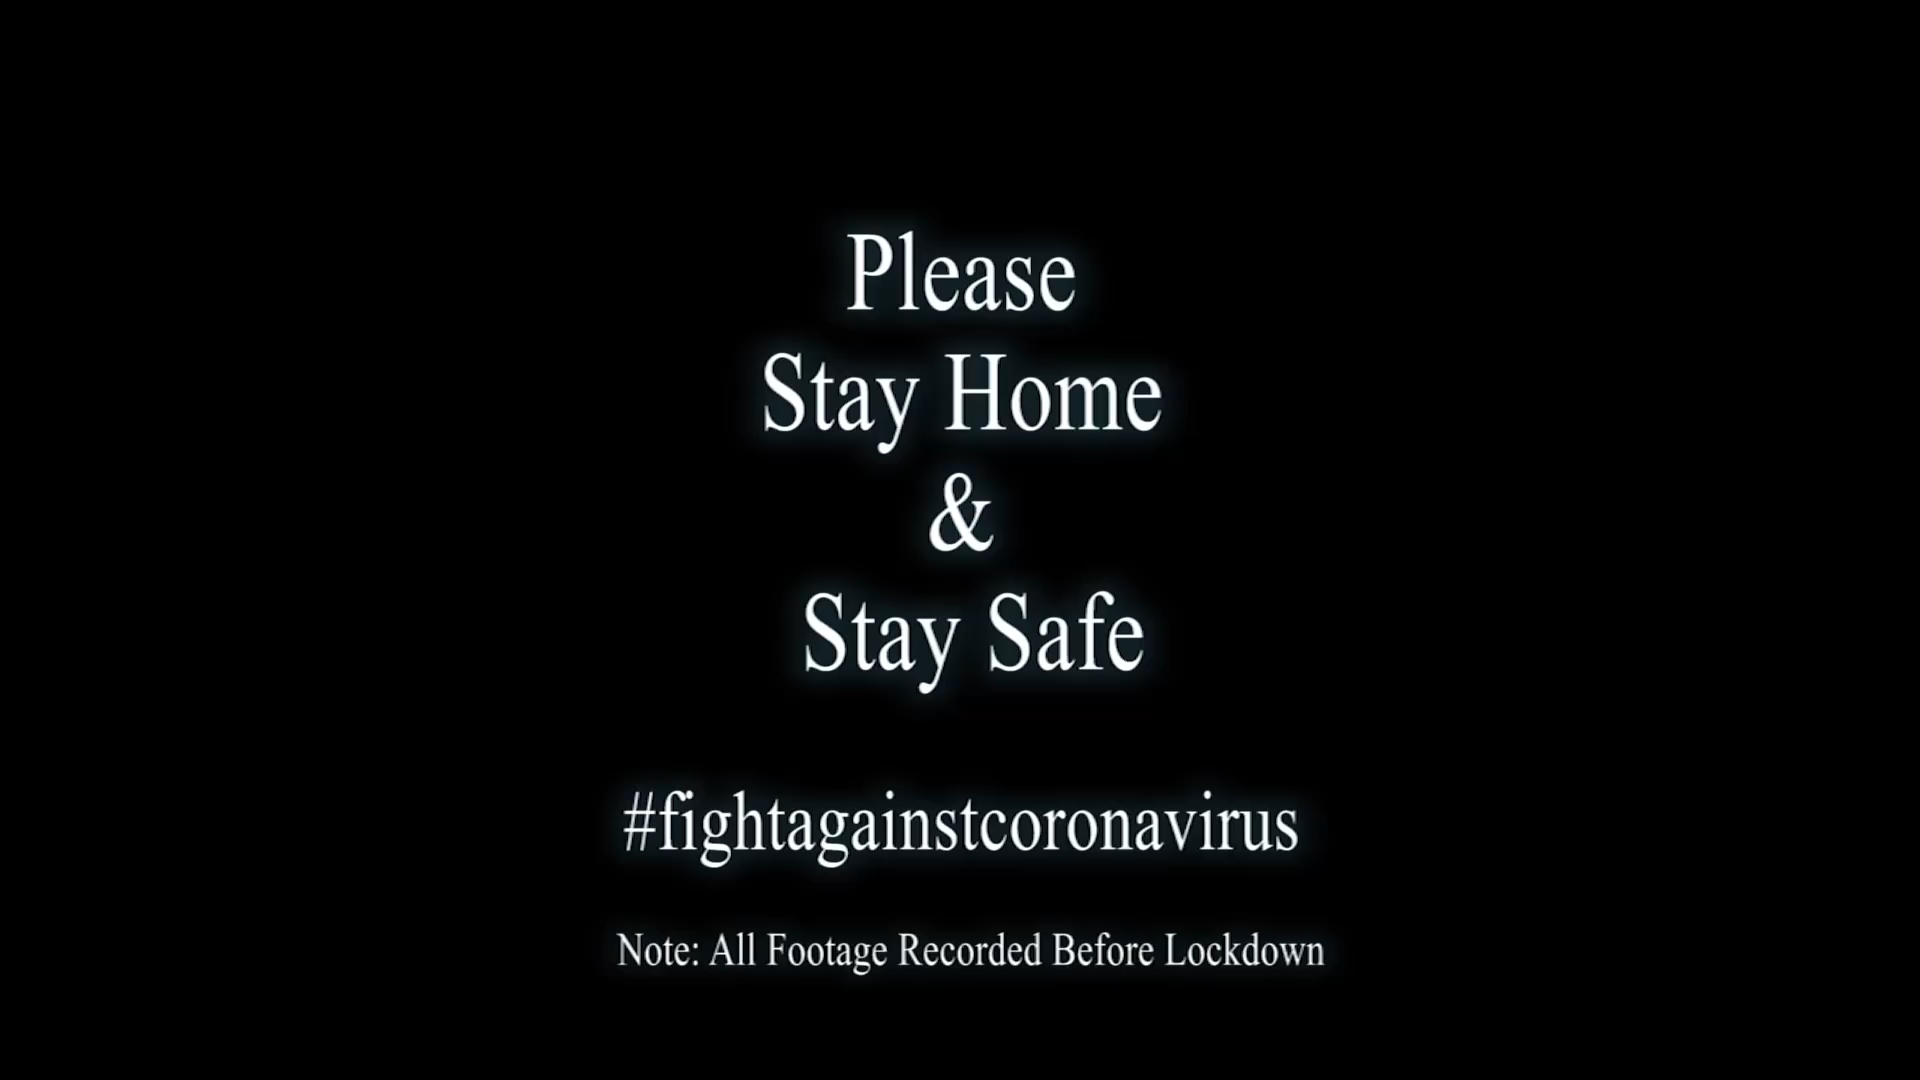 Please
Stay Home
&
Stay Safe
#fightagainstcoronavirus
Note: All Footage Recorded Before Lockdown